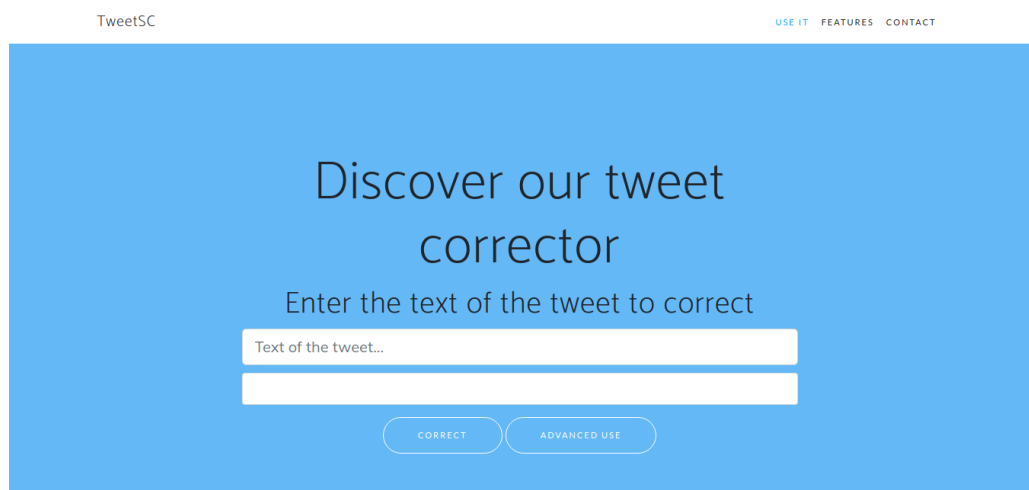 TweetSC
USE IT FEATURES CONTACT
Discover our tweet
corrector
Enter the text of the tweet to correct
Text of the tweet...
CORRECT ADVANCED USE